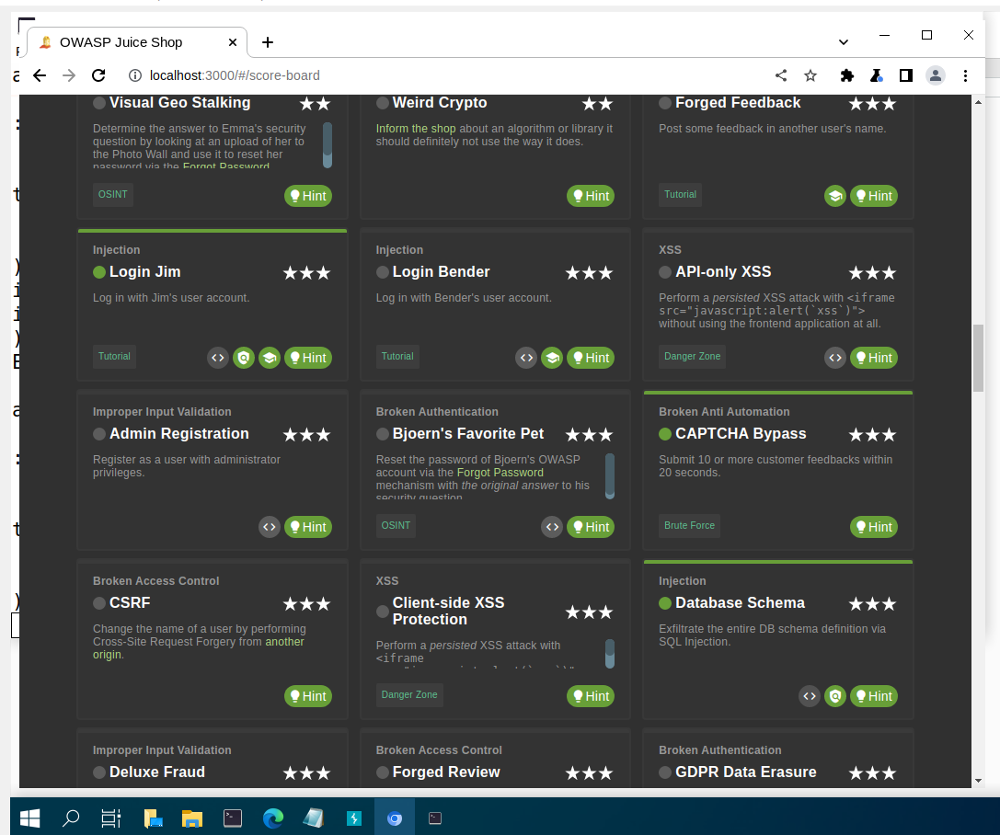 OWASP Juice Shop
localhost:3000/#/score-board
Visual Geo Stalking
Determine the answer to Emma's security
question by looking at an upload of her to
the Photo Wall and use it to reset her
password via the Forgot Password
OSINT
Hint
Weird Crypto
Inform the shop about an algorithm or library it
should definitely not use the way it does.
Hint
Forged Feedback
Post some feedback in another user's name.
Tutorial
Hint
Injection
Login Jim
Log in with Jim's user account.
Tutorial
Hint
Injection
Login Bender
Log in with Bender's user account.
Tutorial
Hint
XSS
API-only XSS
Perform a persisted XSS attack with <iframe
src="javascript:alert(`xss`)">
without using the frontend application at all.
Danger Zone
Hint
Improper Input Validation
Admin Registration
Register as a user with administrator
privileges.
Hint
Broken Authentication
Bjoern's Favorite Pet
Reset the password of Bjoern's OWASP
account via the Forgot Password
mechanism with the original answer to his
security question
OSINT
Hint
Broken Anti Automation
CAPTCHA Bypass
Submit 10 or more customer feedbacks within
20 seconds.
Brute Force
Hint
Broken Access Control
CSRF
Change the name of a user by performing
Cross-Site Request Forgery from another
origin.
Hint
XSS
Client-side XSS
Protection
Perform a persisted XSS attack with
<iframe
Danger Zone
Hint
Injection
Database Schema
Exfiltrate the entire DB schema definition via
SQL Injection.
Hint
Improper Input Validation
Deluxe Fraud
Broken Access Control
Forged Review
Broken Authentication
GDPR Data Erasure